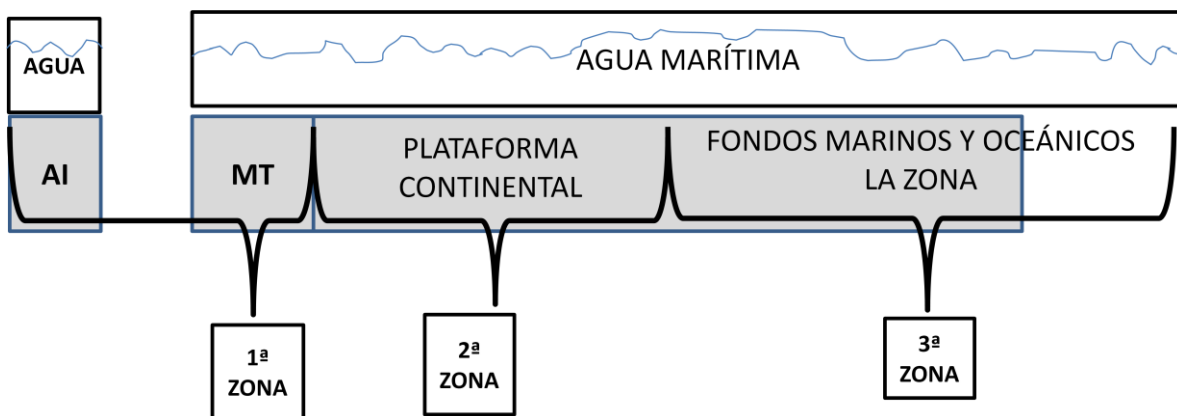 AGUA
AGUA MARÍTIMA
AI
MT
PLATAFORMA
CONTINENTAL
FONDOS MARINOS Y OCEÁNICOS
LA ZONA
1ª
ZONA
2ª
ZONA
3ª
ZONA